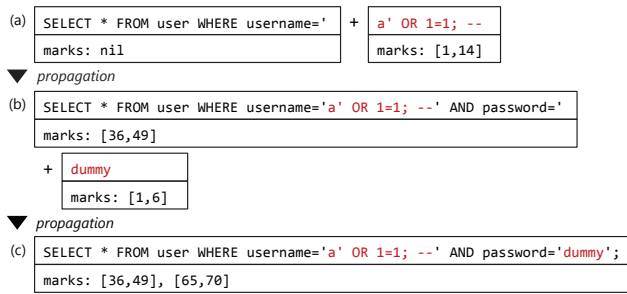 (a) SELECT * FROM user WHERE username=' + a' OR 1=1; --
marks: nil marks: [1,14]
propagation
(b) SELECT * FROM user WHERE username='a' OR 1=1; --' AND password='
marks: [36,49]
+ dummy
marks: [1,6]
propagation
(c) SELECT * FROM user WHERE username='a' OR 1=1; --' AND password='dummy';
marks: [36,49], [65,70]